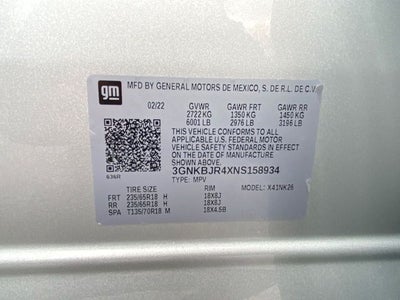 gm
MFD BY GENERAL MOTORS DE MEXICO, S. DE R.L. DE C.V.
02/22 GVWR GAWR FRT GAWR RR
2722 KG 1350 KG 1450 KG
6001 LB 2976 LB 3196 LB
THIS VEHICLE CONFORMS TO ALL
APPLICABLE U.S. FEDERAL MOTOR
VEHICLE SAFETY STANDARDS IN EFFECT
ON THE DATE OF MANUFACTURE
SHOWN ABOVE.
3GNKBJR4XNS158934
636JR TYPE: MPV MODEL: X41NK26
TIRE SIZE RIM
FRT 235/65R18 H 18X8J
RR 235/65R18 H 18X8J
SPA T135/70R18 M 18X4.5B